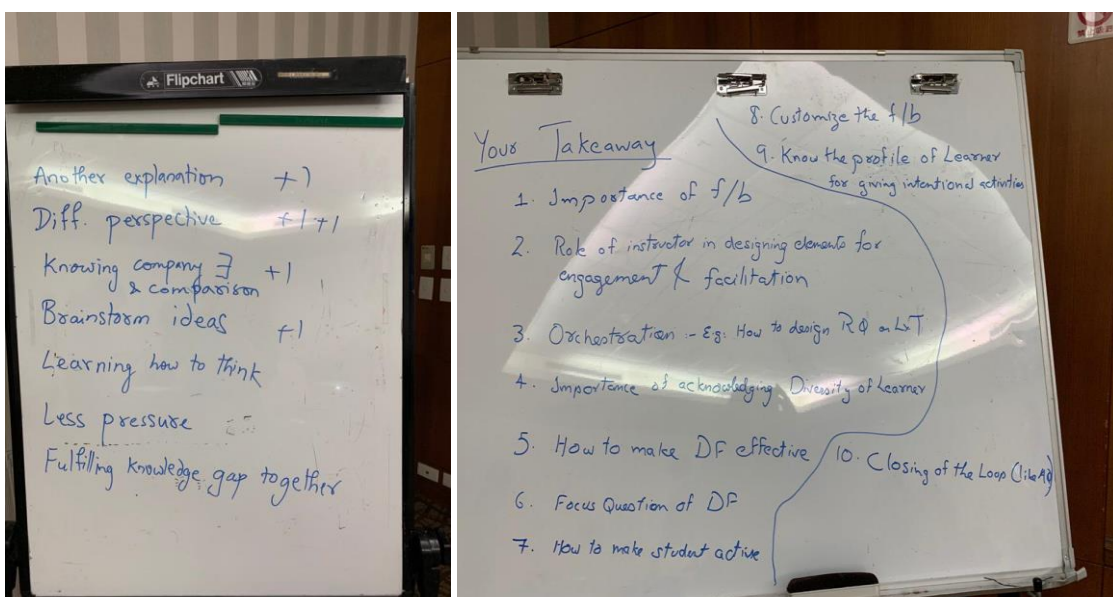 Flipchart
Another explanation +1
Diff. perspective +1 +1
Knowing company +1
& comparison
Brainstorm ideas +1
Learning how to think
Less pressure
Fulfilling knowledge gap together
Your Takeaway
1. Importance of f/b
2. Role of instructor in designing elements for
engagement & facilitation
3. Orchestration :- Eg: How to design RQ on LxT
4. Importance of acknowledging Diversity of Learner
5. How to make DF effective
6. Focus Question of DF
7. How to make student active
8. Customize the f/b
9. Know the profile of Learner
for giving intentional activities
10. Closing of the Loop (like AQ)